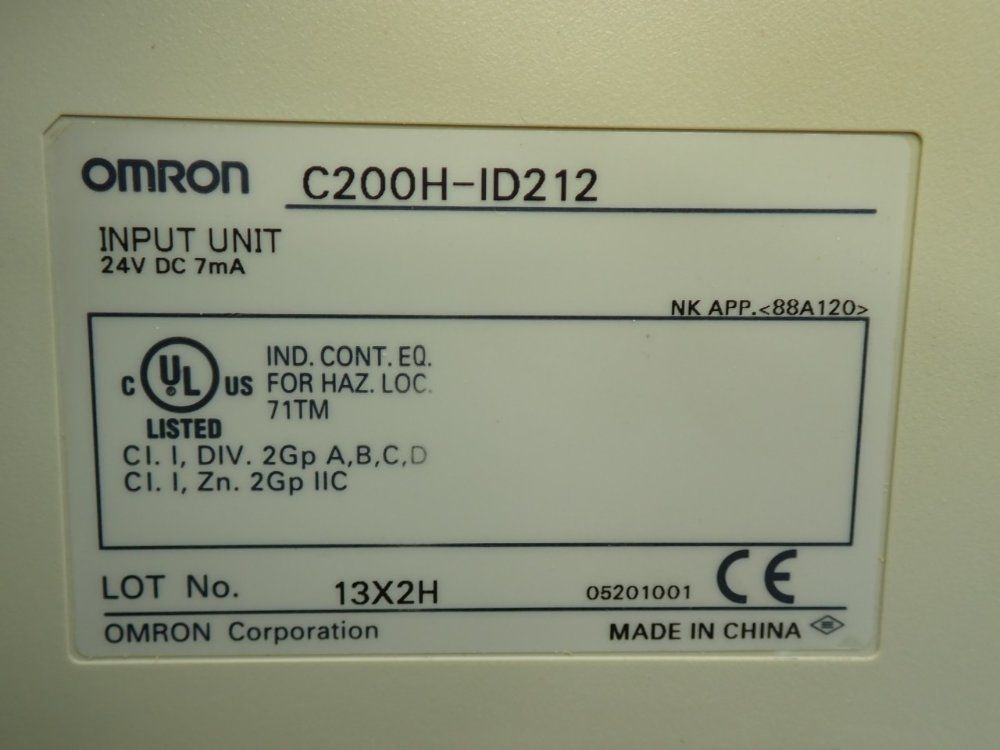 OMRON C200H-ID212
INPUT UNIT
24V DC 7mA
NK APP.<88A120>
C UL US LISTED
IND. CONT. EQ.
FOR HAZ. LOC.
71TM
Cl. I, DIV. 2Gp A,B,C,D
Cl. I, Zn. 2Gp IIC
LOT No. 13X2H 05201001 CE
OMRON Corporation MADE IN CHINA